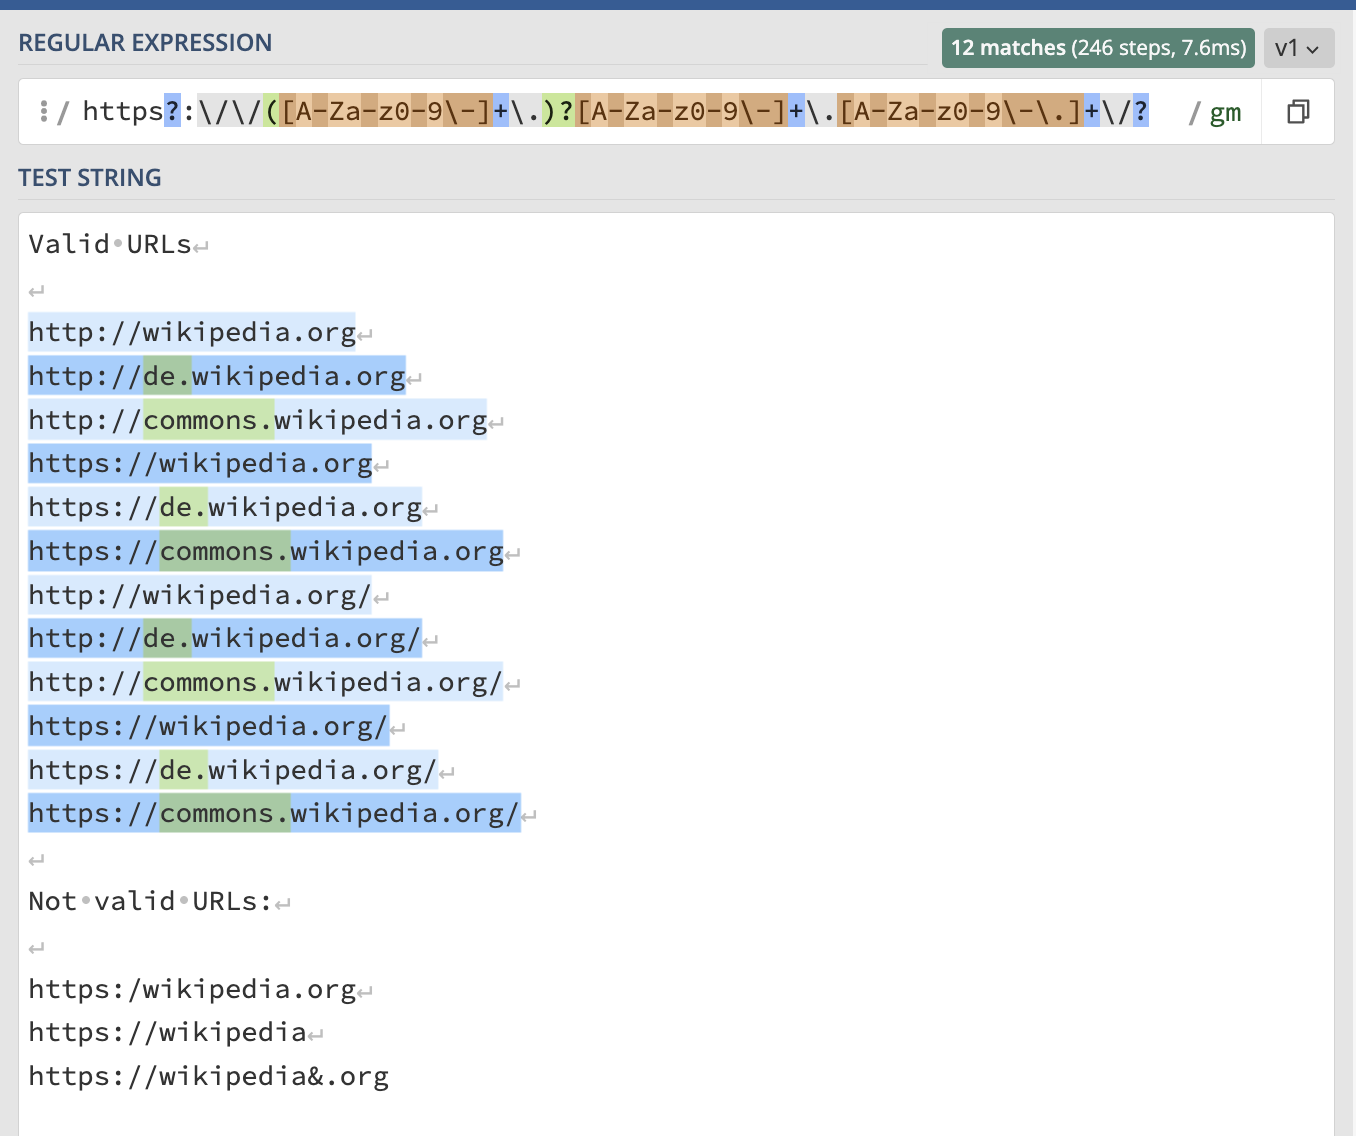 REGULAR EXPRESSION
12 matches (246 steps, 7.6ms) v1
/ https?:\/\/([A-Za-z0-9\-]+\.)?[A-Za-z0-9\-]+\.[A-Za-z0-9\-\.]+\/? / gm
TEST STRING
Valid•URLs↵
↵
http://wikipedia.org↵
http://de.wikipedia.org↵
http://commons.wikipedia.org↵
https://wikipedia.org↵
https://de.wikipedia.org↵
https://commons.wikipedia.org↵
http://wikipedia.org/↵
http://de.wikipedia.org/↵
http://commons.wikipedia.org/↵
https://wikipedia.org/↵
https://de.wikipedia.org/↵
https://commons.wikipedia.org/↵
↵
Not•valid•URLs:↵
↵
https:/wikipedia.org↵
https://wikipedia↵
https://wikipedia&.org